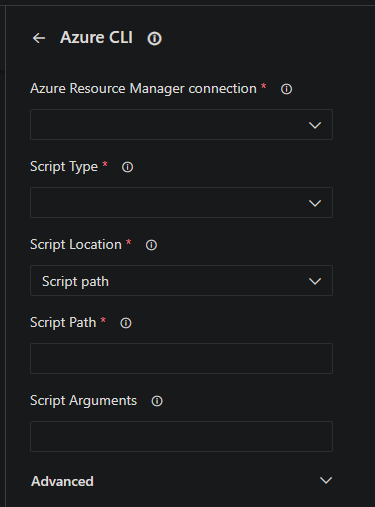 Azure CLI
Azure Resource Manager connection *
Script Type *
Script Location *
Script path
Script Path *
Script Arguments
Advanced